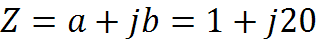 Z = a + jb = 1 + j20